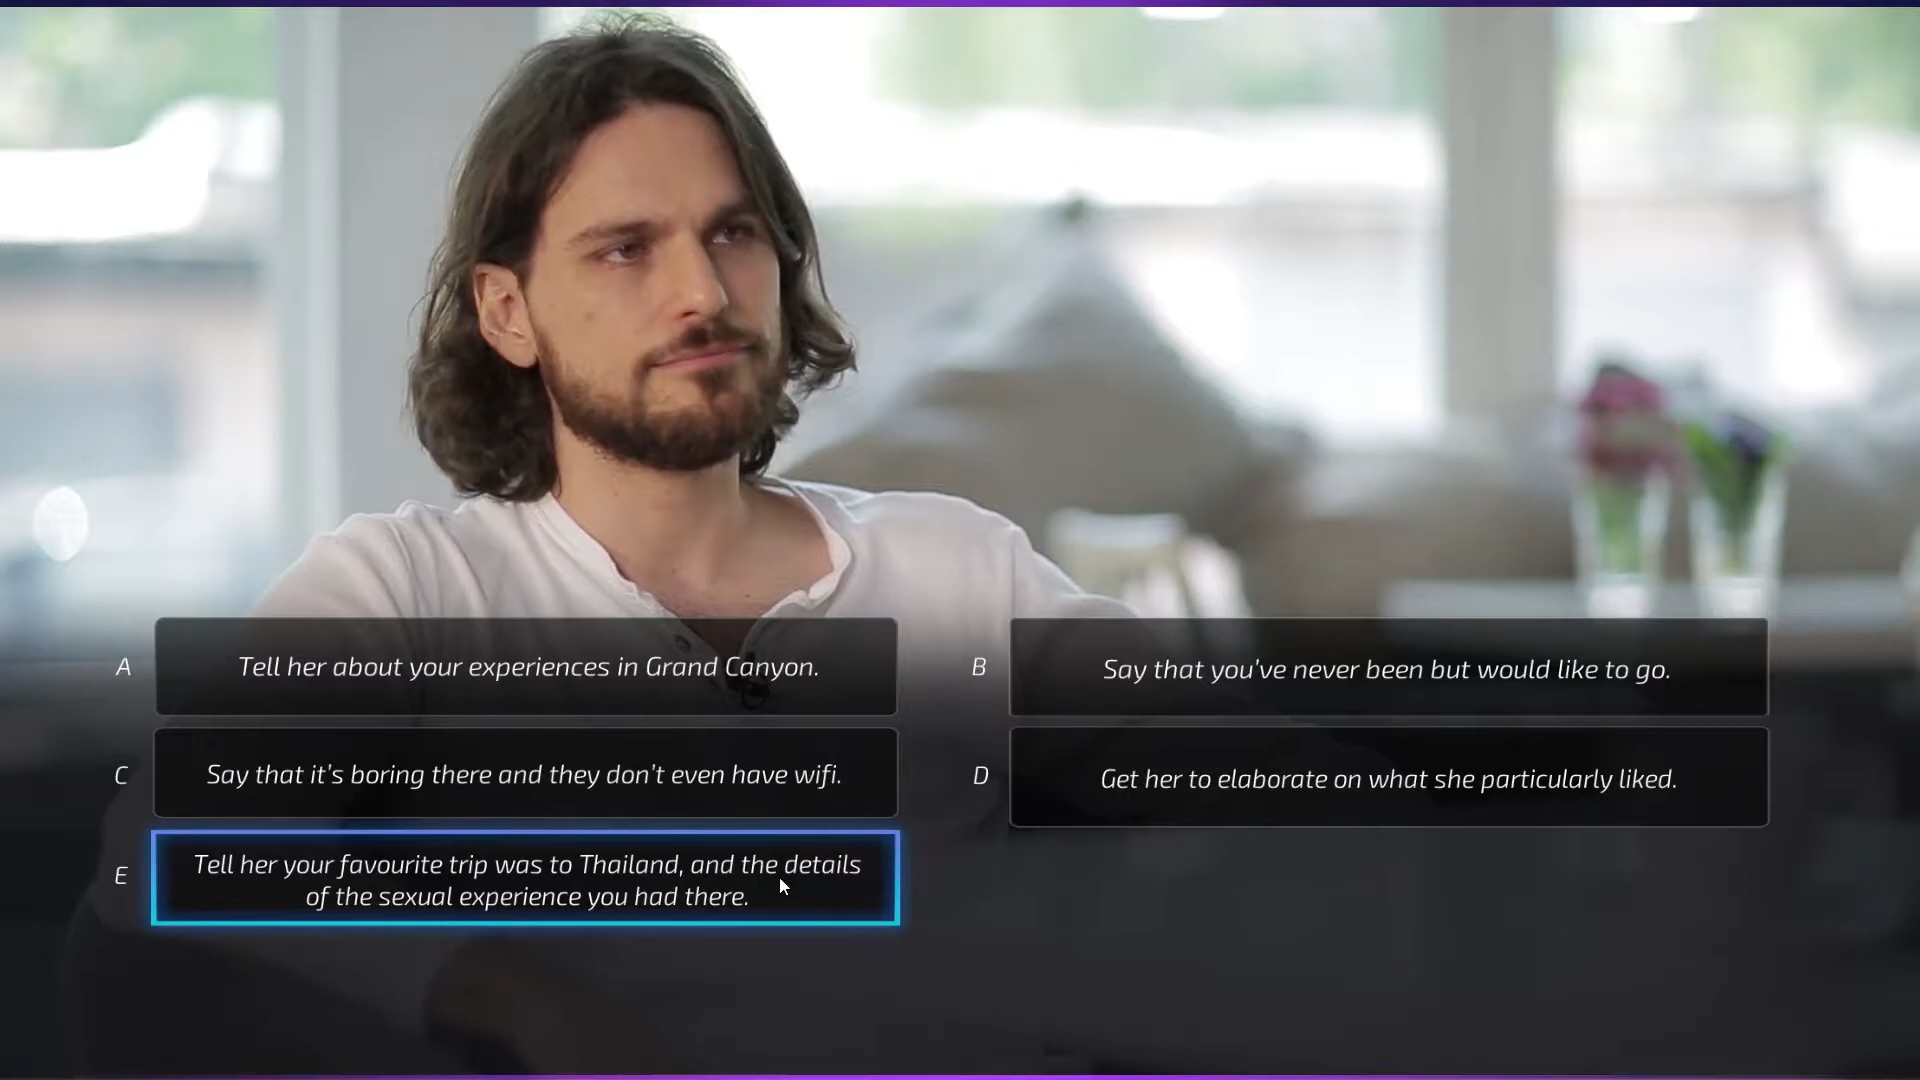 A
Tell her about your experiences in Grand Canyon.
B
Say that you've never been but would like to go.
C
Say that it's boring there and they don't even have wifi.
D
Get her to elaborate on what she particularly liked.
E
Tell her your favourite trip was to Thailand, and the details
of the sexual experience you had there.